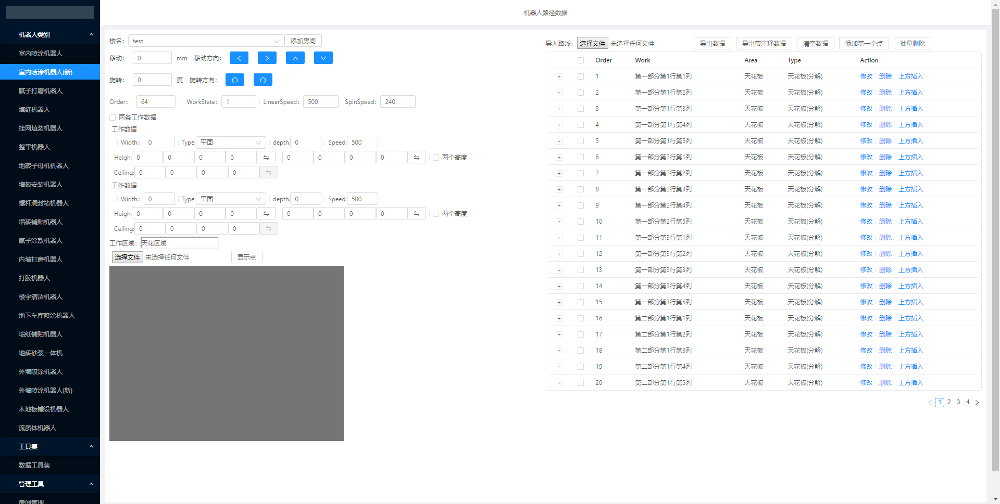 机器人路径数据
机器人类别
室内喷涂机器人
室内喷涂机器人(新)
腻子打磨机器人
填缝机器人
挂网填浆机器人
整平机器人
地砖子母机机器人
墙板安装机器人
螺杆洞封堵机器人
墙砖铺贴机器人
腻子涂敷机器人
内墙打磨机器人
打胶机器人
楼宇清洁机器人
地下车库喷涂机器人
墙纸铺贴机器人
地砖砂浆一体机
外墙喷涂机器人
外墙喷涂机器人(新)
木地板铺设机器人
流质体机器人
工具集
数据工具集
管理工具
房间管理
楼名: test 添加房间
移动: 0 mm 移动方向:
旋转: 0 度 旋转方向:
Order: 64 WorkState: 1 LinearSpeed: 500 SpinSpeed: 240
两条工作数据
工作数据
Width: 0 Type: 平面 depth: 0 Speed: 500
Heigh: 0 0 0 0 ⇋ 0 0 0 0 ⇋ 两个高度
Ceiling: 0 0 0 0 ⇋
工作数据
Width: 0 Type: 平面 depth: 0 Speed: 500
Heigh: 0 0 0 0 ⇋ 0 0 0 0 ⇋ 两个高度
Ceiling: 0 0 0 0 ⇋
工作区域: 天花区域
选择文件 未选择任何文件 显示点
导入路线: 选择文件 未选择任何文件 导出数据 导出带注释数据 清空数据 添加第一个点 批量删除
Order Work Area Type Action
+ 1 第一部分第1行第1列 天花板 天花板(分解) 修改 删除 上方插入
+ 2 第一部分第1行第2列 天花板 天花板(分解) 修改 删除 上方插入
+ 3 第一部分第1行第3列 天花板 天花板(分解) 修改 删除 上方插入
+ 4 第一部分第1行第4列 天花板 天花板(分解) 修改 删除 上方插入
+ 5 第一部分第1行第5列 天花板 天花板(分解) 修改 删除 上方插入
+ 6 第一部分第2行第1列 天花板 天花板(分解) 修改 删除 上方插入
+ 7 第一部分第2行第2列 天花板 天花板(分解) 修改 删除 上方插入
+ 8 第一部分第2行第3列 天花板 天花板(分解) 修改 删除 上方插入
+ 9 第一部分第2行第4列 天花板 天花板(分解) 修改 删除 上方插入
+ 10 第一部分第2行第5列 天花板 天花板(分解) 修改 删除 上方插入
+ 11 第一部分第3行第1列 天花板 天花板(分解) 修改 删除 上方插入
+ 12 第一部分第3行第2列 天花板 天花板(分解) 修改 删除 上方插入
+ 13 第一部分第3行第3列 天花板 天花板(分解) 修改 删除 上方插入
+ 14 第一部分第3行第4列 天花板 天花板(分解) 修改 删除 上方插入
+ 15 第一部分第3行第5列 天花板 天花板(分解) 修改 删除 上方插入
+ 16 第二部分第1行第1列 天花板 天花板(分解) 修改 删除 上方插入
+ 17 第二部分第1行第2列 天花板 天花板(分解) 修改 删除 上方插入
+ 18 第二部分第1行第3列 天花板 天花板(分解) 修改 删除 上方插入
+ 19 第二部分第1行第4列 天花板 天花板(分解) 修改 删除 上方插入
+ 20 第二部分第1行第5列 天花板 天花板(分解) 修改 删除 上方插入
< 1 2 3 4 >